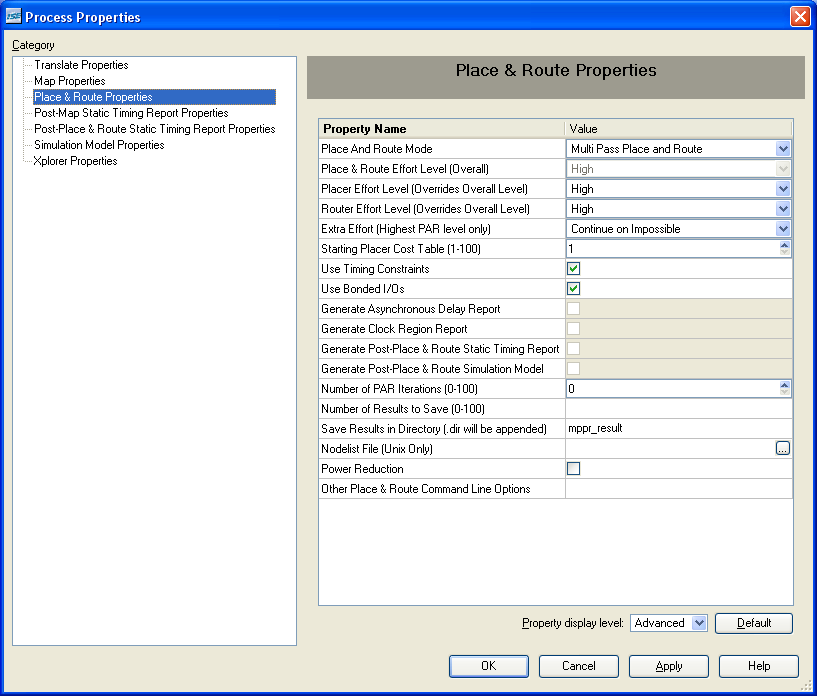 ISE Process Properties
Category
Translate Properties
Map Properties
Place & Route Properties
Post-Map Static Timing Report Properties
Post-Place & Route Static Timing Report Properties
Simulation Model Properties
Xplorer Properties
Place & Route Properties
Property Name Value
Place And Route Mode Multi Pass Place and Route
Place & Route Effort Level (Overall) High
Placer Effort Level (Overrides Overall Level) High
Router Effort Level (Overrides Overall Level) High
Extra Effort (Highest PAR level only) Continue on Impossible
Starting Placer Cost Table (1-100) 1
Use Timing Constraints
Use Bonded I/Os
Generate Asynchronous Delay Report
Generate Clock Region Report
Generate Post-Place & Route Static Timing Report
Generate Post-Place & Route Simulation Model
Number of PAR Iterations (0-100) 0
Number of Results to Save (0-100)
Save Results in Directory (.dir will be appended) mppr_result
Nodelist File (Unix Only) ...
Power Reduction
Other Place & Route Command Line Options
Property display level: Advanced Default
OK Cancel Apply Help